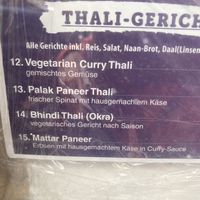 THALI-GERICH
Alle Gerichte inkl. Reis, Salat, Naan-Brot, Daal(Linsen
12. Vegetarian Curry Thali
gemischtes Gemüse
13. Palak Paneer Thali
frischer Spinat mit hausgemachtem Käse
14. Bhindi Thali (Okra)
vegetarisches Gericht nach Saison
15. Mattar Paneer
Erbsen mit hausgemachtem Käse in Curry-Sauce